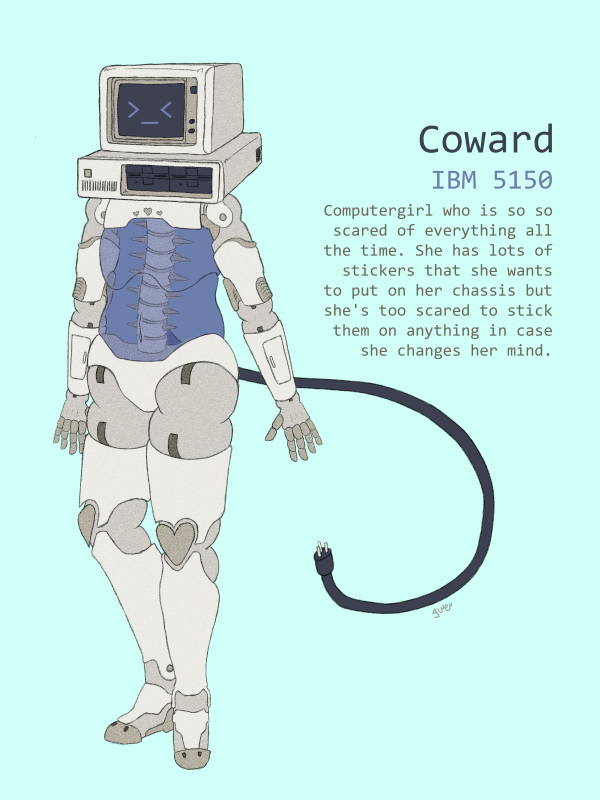 >_<
Coward
IBM 5150
Computergirl who is so so
scared of everything all
the time. She has lots of
stickers that she wants
to put on her chassis but
she's too scared to stick
them on anything in case
she changes her mind.